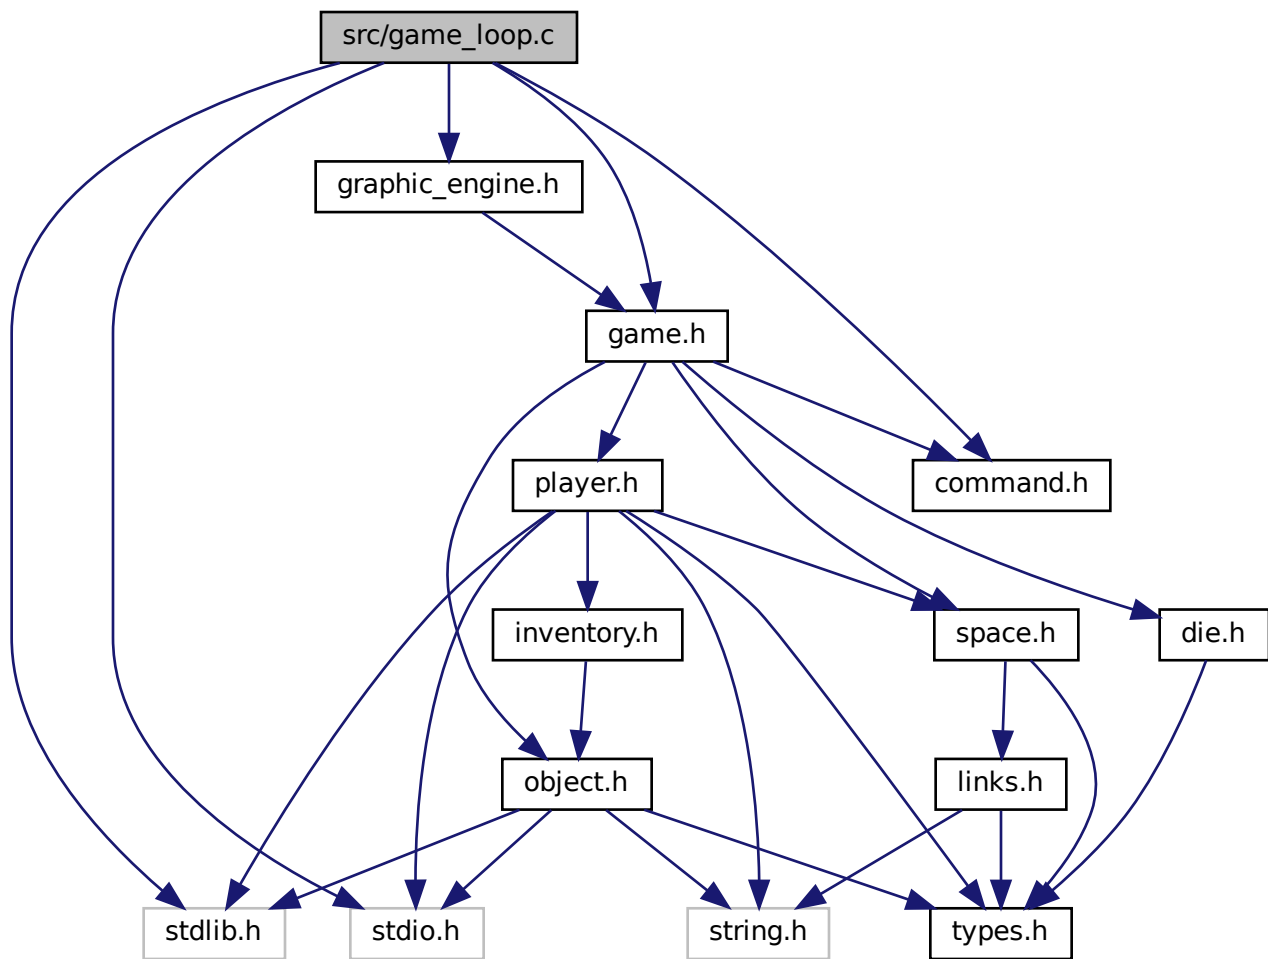 src/game_loop.c
graphic_engine.h
game.h
player.h
command.h
inventory.h
space.h
die.h
object.h
links.h
stdlib.h
stdio.h
string.h
types.h